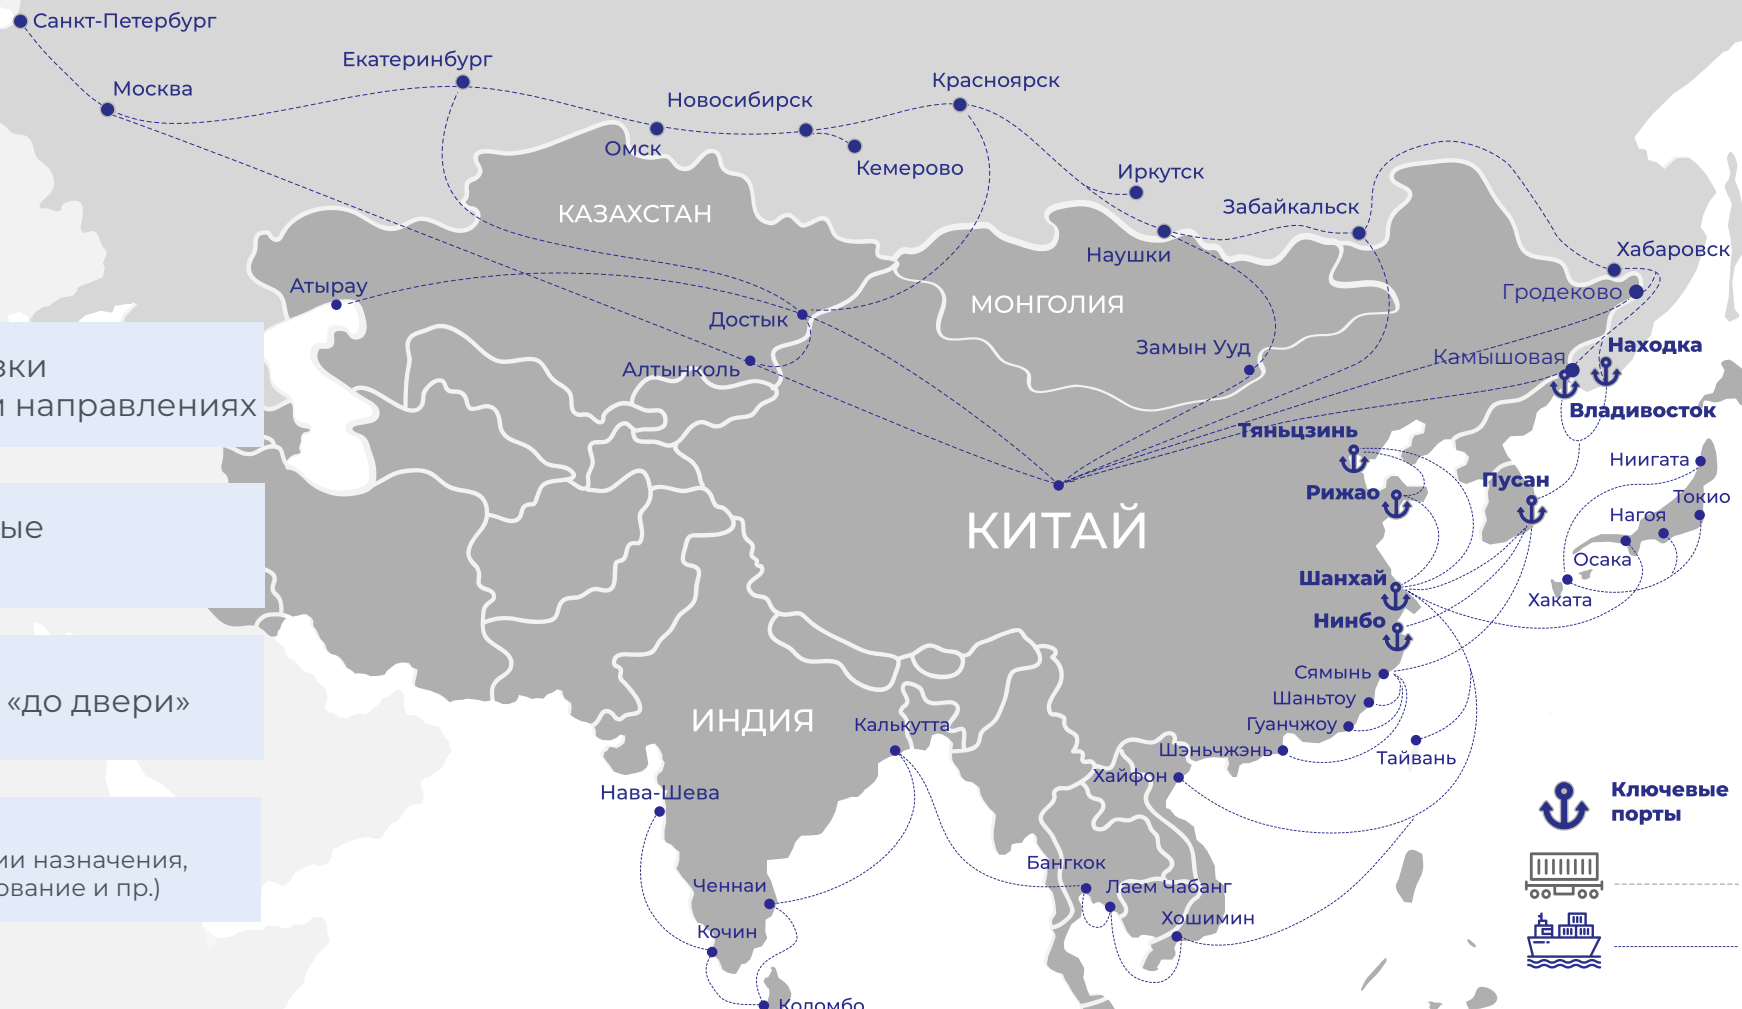 Санкт-Петербург
Екатеринбург
Москва
Красноярск
Новосибирск
Омск
Кемерово
Иркутск
Забайкальск
КАЗАХСТАН
Хабаровск
Наушки
Атырау
Гродеково
МОНГОЛИЯ
Достык
Находка
Замын Ууд
Камышовая
Алтынколь
направлениях
Владивосток
Тяньцзинь
Ниигата
Пусан
Рижао
Токио
Нагоя
ые
КИТАЙ
Осака
Шанхай
Хаката
Нинбо
Сямынь
«до двери»
Шаньтоу
ИНДИЯ
Калькутта
Гуанчжоу
Шэньчжэнь
Тайвань
Хайфон
Нава-Шева
Ключевые
порты
ии назначения,
ование и пр.)
Бангкок
Ченнаи
Лаем Чабанг
Хошимин
Кочин
Коломбо